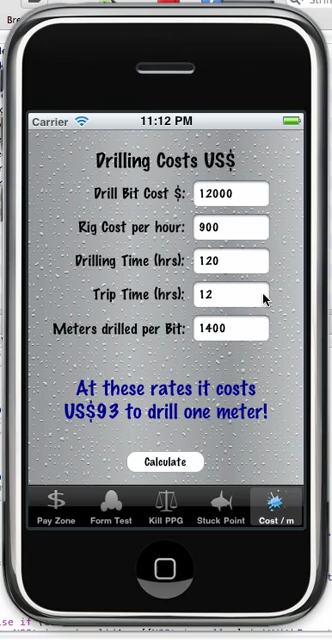 Bre
Carrier 11:12 PM
Drilling Costs US$
Drill Bit Cost $: 12000
Rig Cost per hour: 900
Drilling Time (hrs): 120
Trip Time (hrs): 12
Meters drilled per Bit: 1400
At these rates it costs
US$93 to drill one meter!
Calculate
Pay Zone Form Test Kill PPG Stuck Point Cost / m